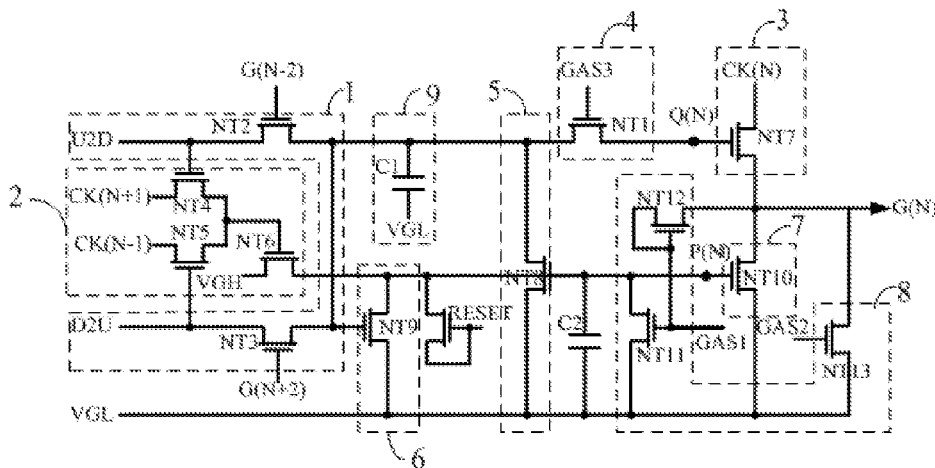 4
3
G(N-2)
GAS3
CK(N)
1
9
5
NT2
Q(N)
U2D
NT1
NT7
C1
2
CK(N+1)
NT4
NT12
G(N)
NT5
VGL
CK(N-1)
NT6
P(N)
7
VGH
NT8
NT10
8
RESET
C2
GAS2
D2U
NT9
NT3
NT11
GAS1
NT13
G(N+2)
VGL
6